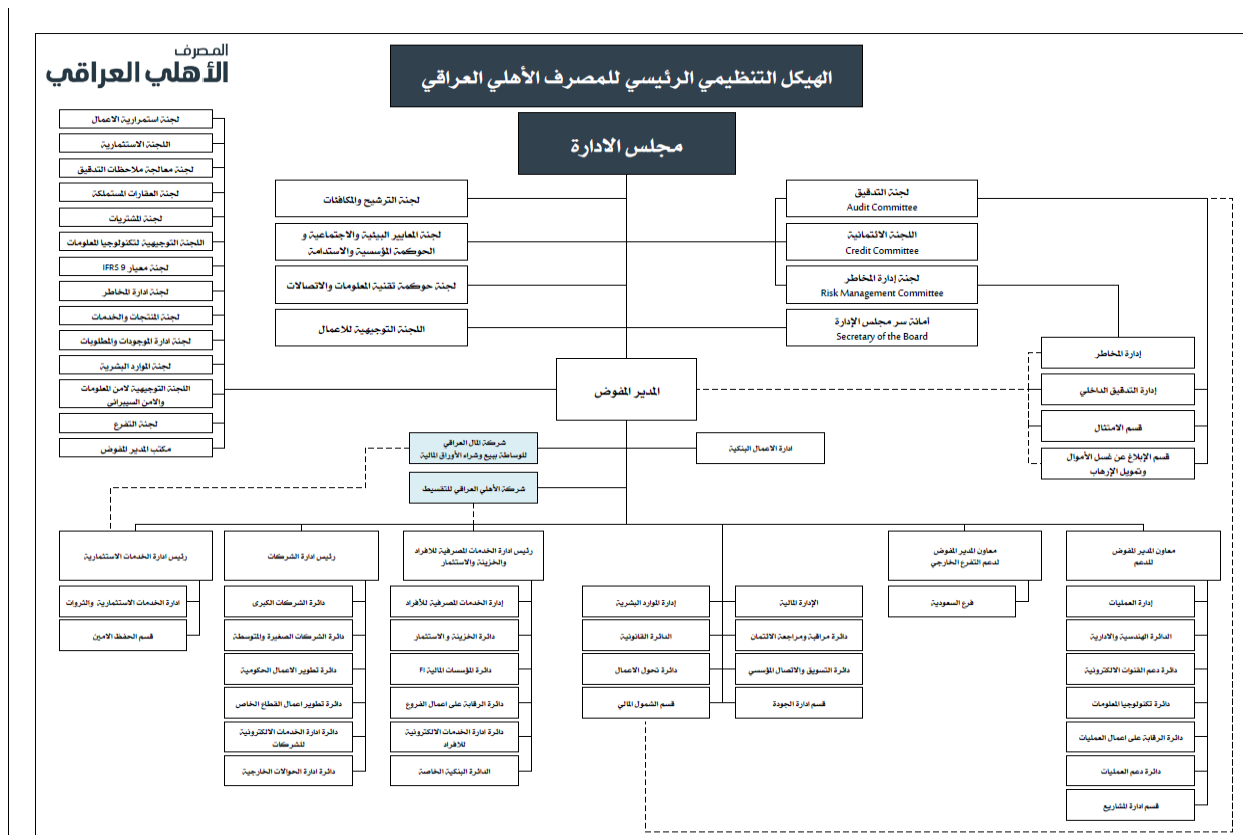 المصرف
الأهلي العراقي
الهيكل التنظيمي الرئيسي للمصرف الأهلي العراقي
مجلس الادارة
لجنة التدقيق
Audit Committee
اللجنة الائتمانية
Credit Committee
لجنة إدارة المخاطر
Risk Management Committee
أمانة سر مجلس الإدارة
Secretary of the Board
لجنة الترشيح والمكافئات
لجنة المعايير البيئية والاجتماعية و
الحوكمة المؤسسية والاستدامة
لجنة حوكمة تقنية المعلومات والاتصالات
اللجنة التوجيهية للاعمال
لجنة استمرارية الاعمال
اللجنة الاستثمارية
لجنة معالجة ملاحظات التدقيق
لجنة العقارات المستملكة
لجنة المشتريات
اللجنة التوجيهية لتكنولوجيا المعلومات
لجنة معيار IFRS 9
لجنة ادارة المخاطر
لجنة المنتجات والخدمات
لجنة ادارة الموجودات والمطلوبات
لجنة الموارد البشرية
اللجنة التوجيهية لامن المعلومات
والامن السيبراني
لجنة التفرع
مكتب المدير المفوض
إدارة المخاطر
إدارة التدقيق الداخلي
قسم الامتثال
قسم الإبلاغ عن غسل الأموال
وتمويل الإرهاب
المدير المفوض
ادارة الاعمال البنكية
شركة المال العراقي
للوساطة ببيع وشراء الأوراق المالية
شركة الأهلي العراقي للتقسيط
معاون المدير المفوض
للدعم
إدارة العمليات
الدائرة الهندسية والادارية
دائرة دعم القنوات الالكترونية
دائرة تكنولوجيا المعلومات
دائرة الرقابة على اعمال العمليات
دائرة دعم العمليات
قسم ادارة المشاريع
معاون المدير المفوض
لدعم التفرع الخارجي
فرع السعودية
الإدارة المالية
دائرة مراقبة ومراجعة الائتمان
دائرة التسويق والاتصال المؤسسي
قسم ادارة الجودة
إدارة الموارد البشرية
الدائرة القانونية
دائرة تحول الاعمال
قسم الشمول المالي
رئيس ادارة الخدمات المصرفية للافراد
والخزينة والاستثمار
إدارة الخدمات المصرفية للأفراد
دائرة الخزينة و الاستثمار
دائرة المؤسسات المالية FI
دائرة الرقابة على اعمال الفروع
دائرة ادارة الخدمات الالكترونية
للافراد
الدائرة البنكية الخاصة
رئيس ادارة الشركات
دائرة الشركات الكبرى
دائرة الشركات الصغيرة والمتوسطة
دائرة تطوير الاعمال الحكومية
دائرة تطوير اعمال القطاع الخاص
دائرة ادارة الخدمات الالكترونية
للشركات
دائرة ادارة الحوالات الخارجية
رئيس ادارة الخدمات الاستثمارية
ادارة الخدمات الاستثمارية والثروات
قسم الحفظ الامين